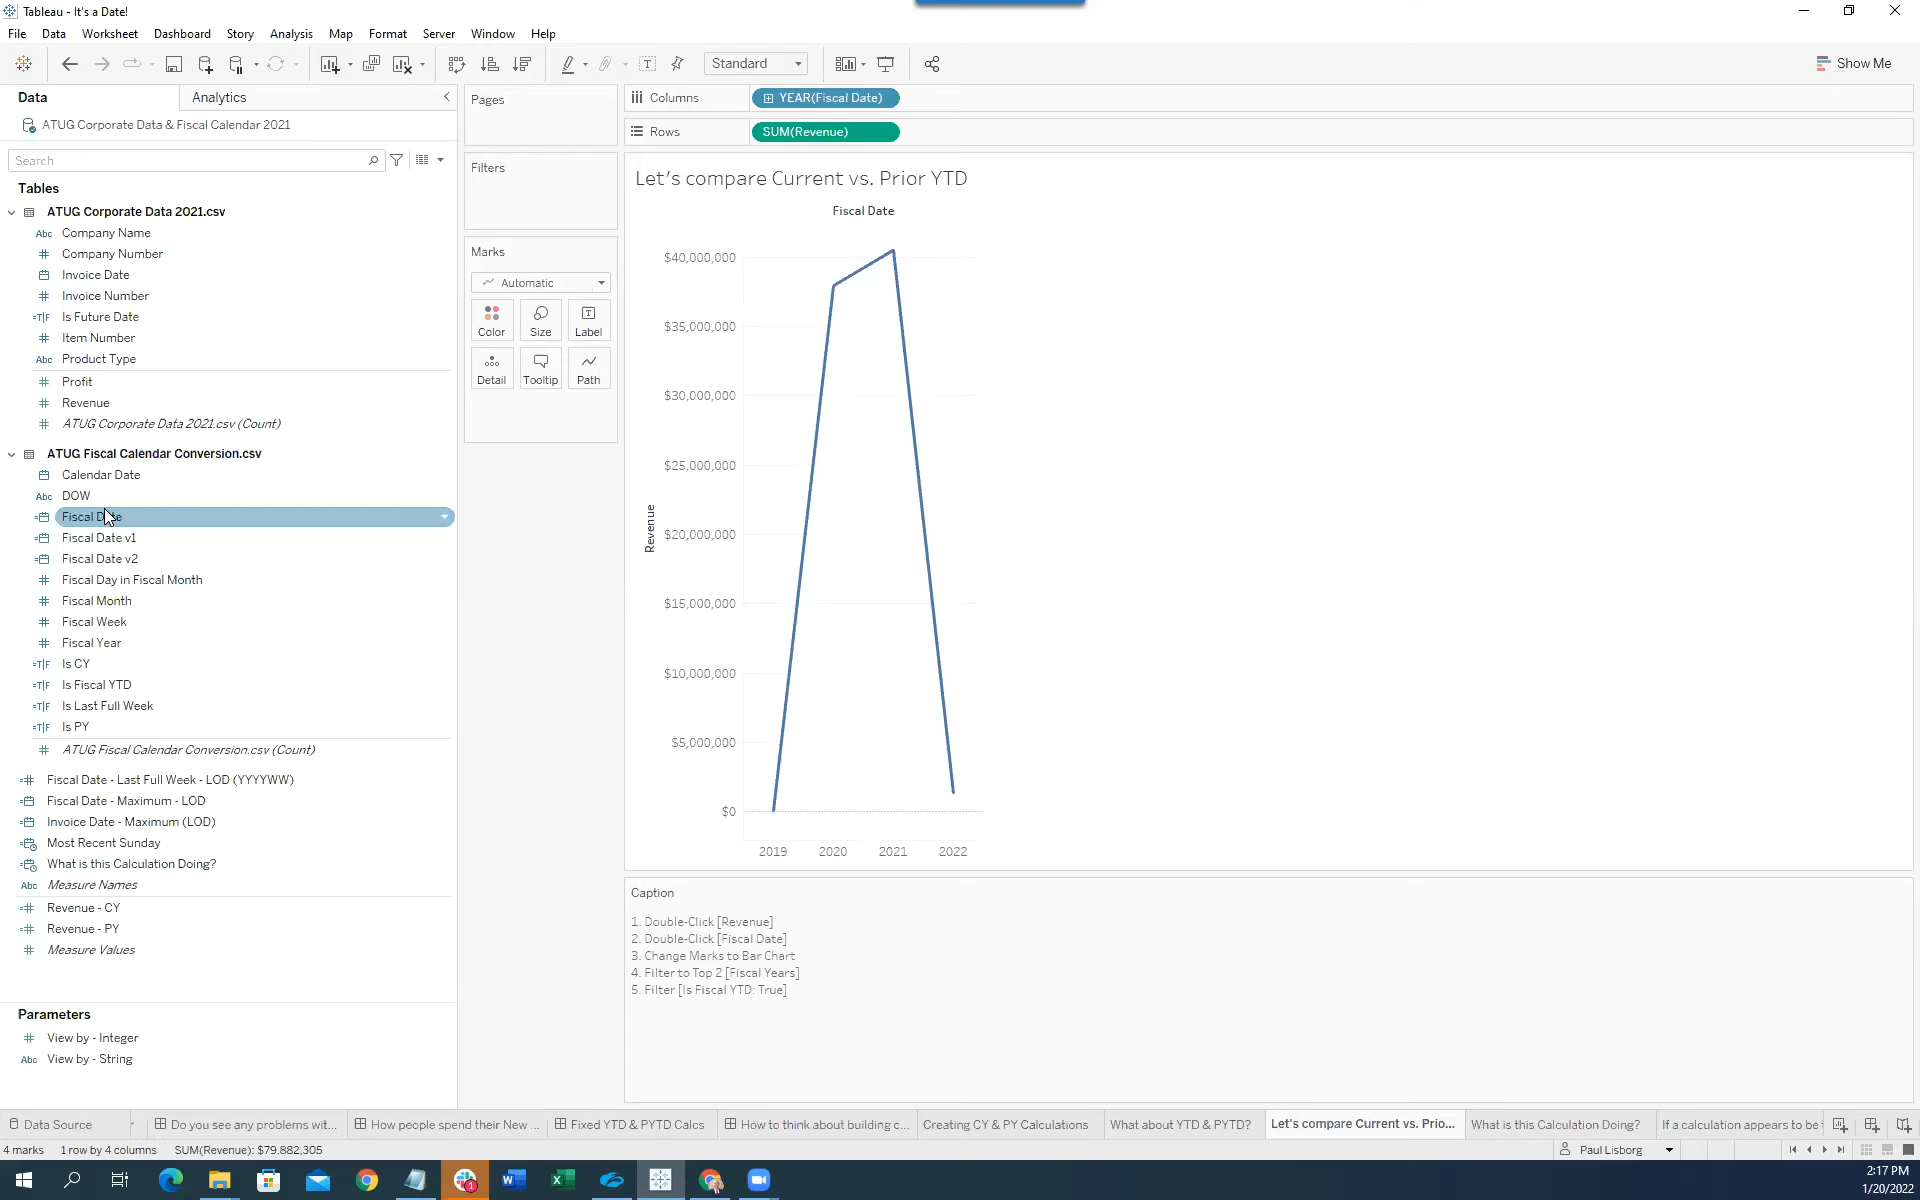 Tableau - It's a Date!
File Data Worksheet Dashboard Story Analysis Map Format Server Window Help
Standard
Show Me
Data Analytics
ATUG Corporate Data & Fiscal Calendar 2021
Search
Tables
ATUG Corporate Data 2021.csv
Abc Company Name
Company Number
Invoice Date
Invoice Number
=T|F Is Future Date
Item Number
Abc Product Type
Profit
Revenue
ATUG Corporate Data 2021.csv (Count)
ATUG Fiscal Calendar Conversion.csv
Calendar Date
Abc DOW
Fiscal Date
Fiscal Date v1
Fiscal Date v2
Fiscal Day in Fiscal Month
Fiscal Month
Fiscal Week
Fiscal Year
=T|F Is CY
=T|F Is Fiscal YTD
=T|F Is Last Full Week
=T|F Is PY
ATUG Fiscal Calendar Conversion.csv (Count)
Fiscal Date - Last Full Week - LOD (YYYYWW)
Fiscal Date - Maximum - LOD
Invoice Date - Maximum (LOD)
Most Recent Sunday
What is this Calculation Doing?
Abc Measure Names
Revenue - CY
Revenue - PY
Measure Values
Parameters
View by - Integer
Abc View by - String
Pages
Filters
Marks
Automatic
Color Size Label
Detail Tooltip Path
Columns YEAR(Fiscal Date)
Rows SUM(Revenue)
Let's compare Current vs. Prior YTD
Fiscal Date
$40,000,000
$35,000,000
$30,000,000
$25,000,000
$20,000,000
$15,000,000
$10,000,000
$5,000,000
$0
Revenue
2019 2020 2021 2022
Caption
1. Double-Click [Revenue]
2. Double-Click [Fiscal Date]
3. Change Marks to Bar Chart
4. Filter to Top 2 [Fiscal Years]
5. Filter [Is Fiscal YTD: True]
Data Source Do you see any problems wit... How people spend their New ... Fixed YTD & PYTD Calcs How to think about building c... Creating CY & PY Calculations What about YTD & PYTD? Let's compare Current vs. Prio... What is this Calculation Doing? If a calculation appears to be
4 marks 1 row by 4 columns SUM(Revenue): $79,882,305
Paul Lisborg
1
2:17 PM
1/20/2022